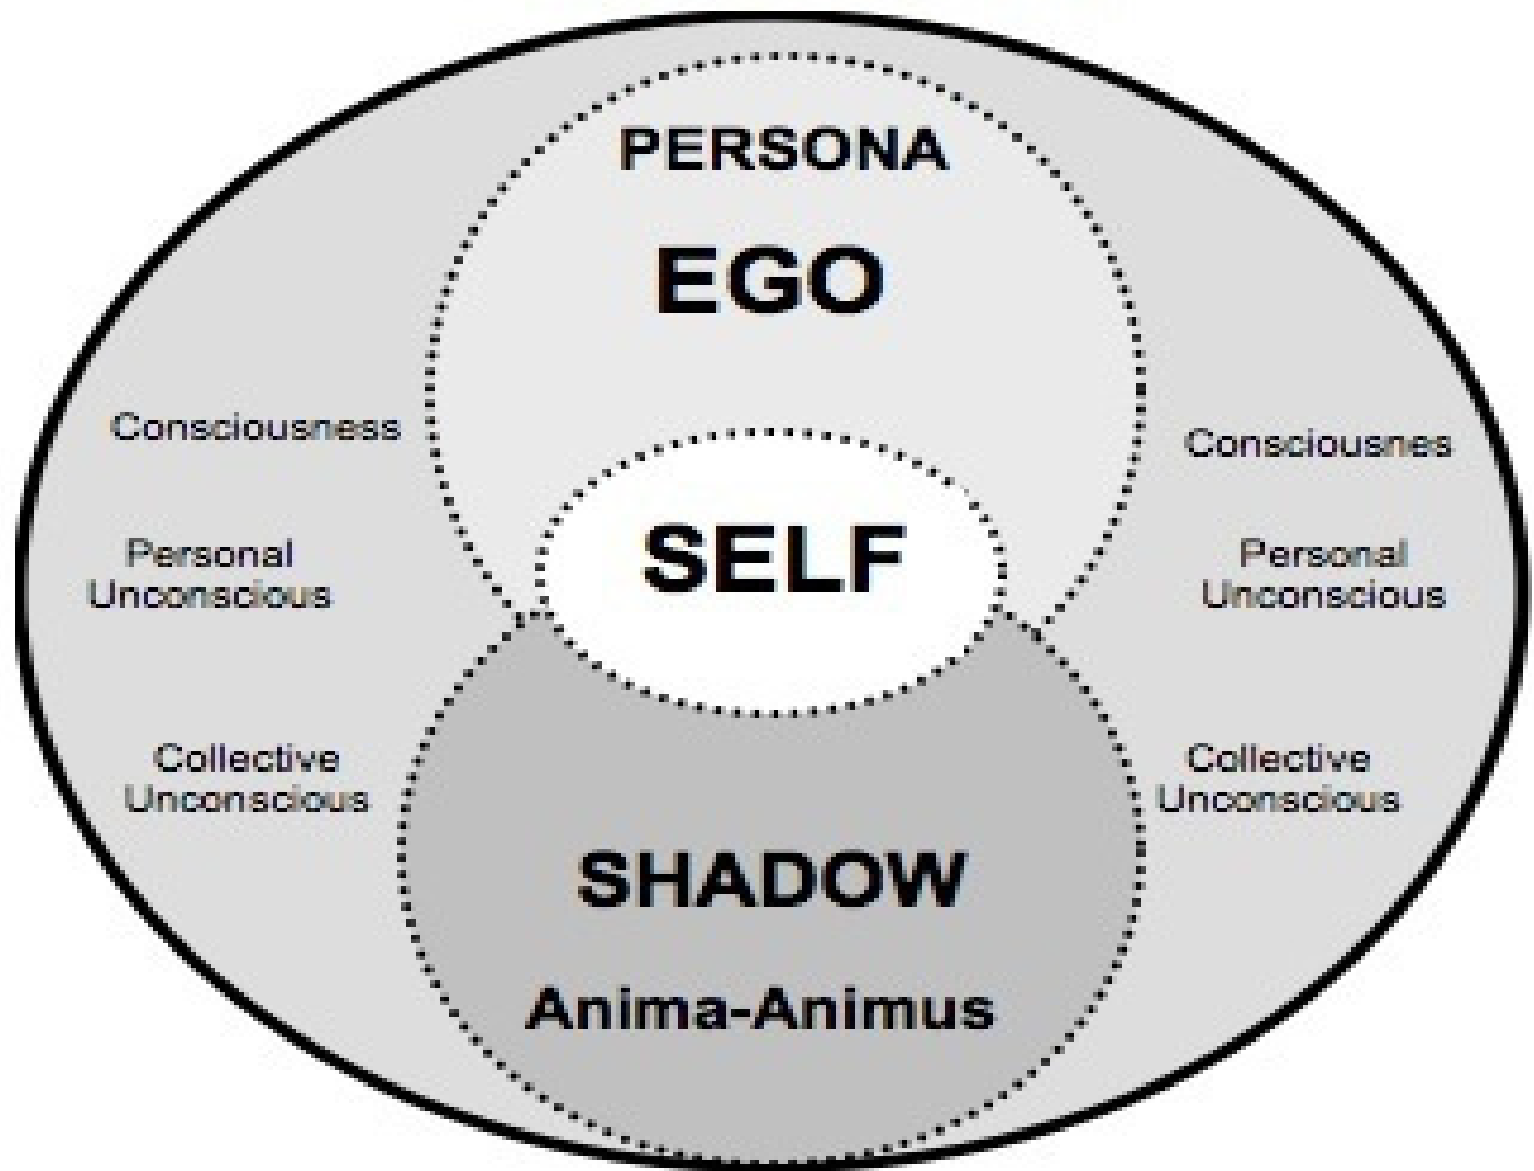 PERSONA
EGO
Consciousness
Consciousnes
SELF
Personal
Unconscious
Personal
Unconscious
Collective
Unconscious
Collective
Unconscious
SHADOW
Anima-Animus